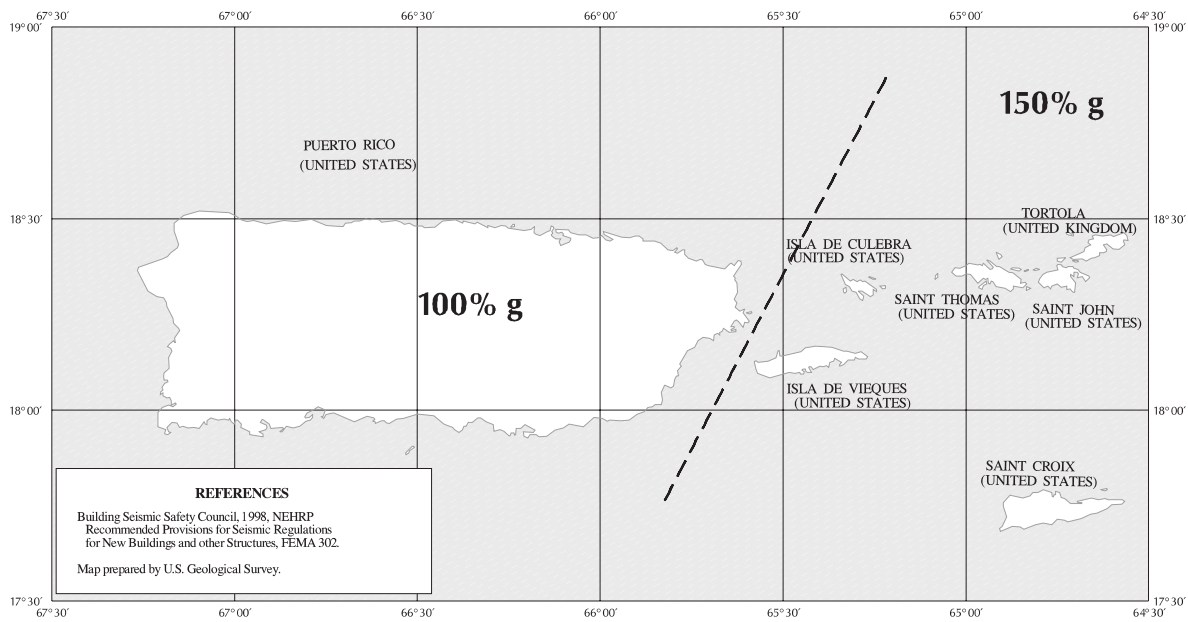 67° 30′ 67° 00′ 66° 30′ 66° 00′ 65° 30′ 65° 00′ 64° 30′
19° 00′ 19° 00′
150% g
PUERTO RICO
(UNITED STATES)
18° 30′ 18° 30′
TORTOLA
(UNITED KINGDOM)
ISLA DE CULEBRA
(UNITED STATES)
100% g
SAINT THOMAS
(UNITED STATES)
SAINT JOHN
(UNITED STATES)
ISLA DE VIEQUES
(UNITED STATES)
18° 00′ 18° 00′
SAINT CROIX
(UNITED STATES)
REFERENCES
Building Seismic Safety Council, 1998, NEHRP
Recommended Provisions for Seismic Regulations
for New Buildings and other Structures, FEMA 302.
Map prepared by U.S. Geological Survey.
17° 30′ 17° 30′
67° 30′ 67° 00′ 66° 30′ 66° 00′ 65° 30′ 65° 00′ 64° 30′